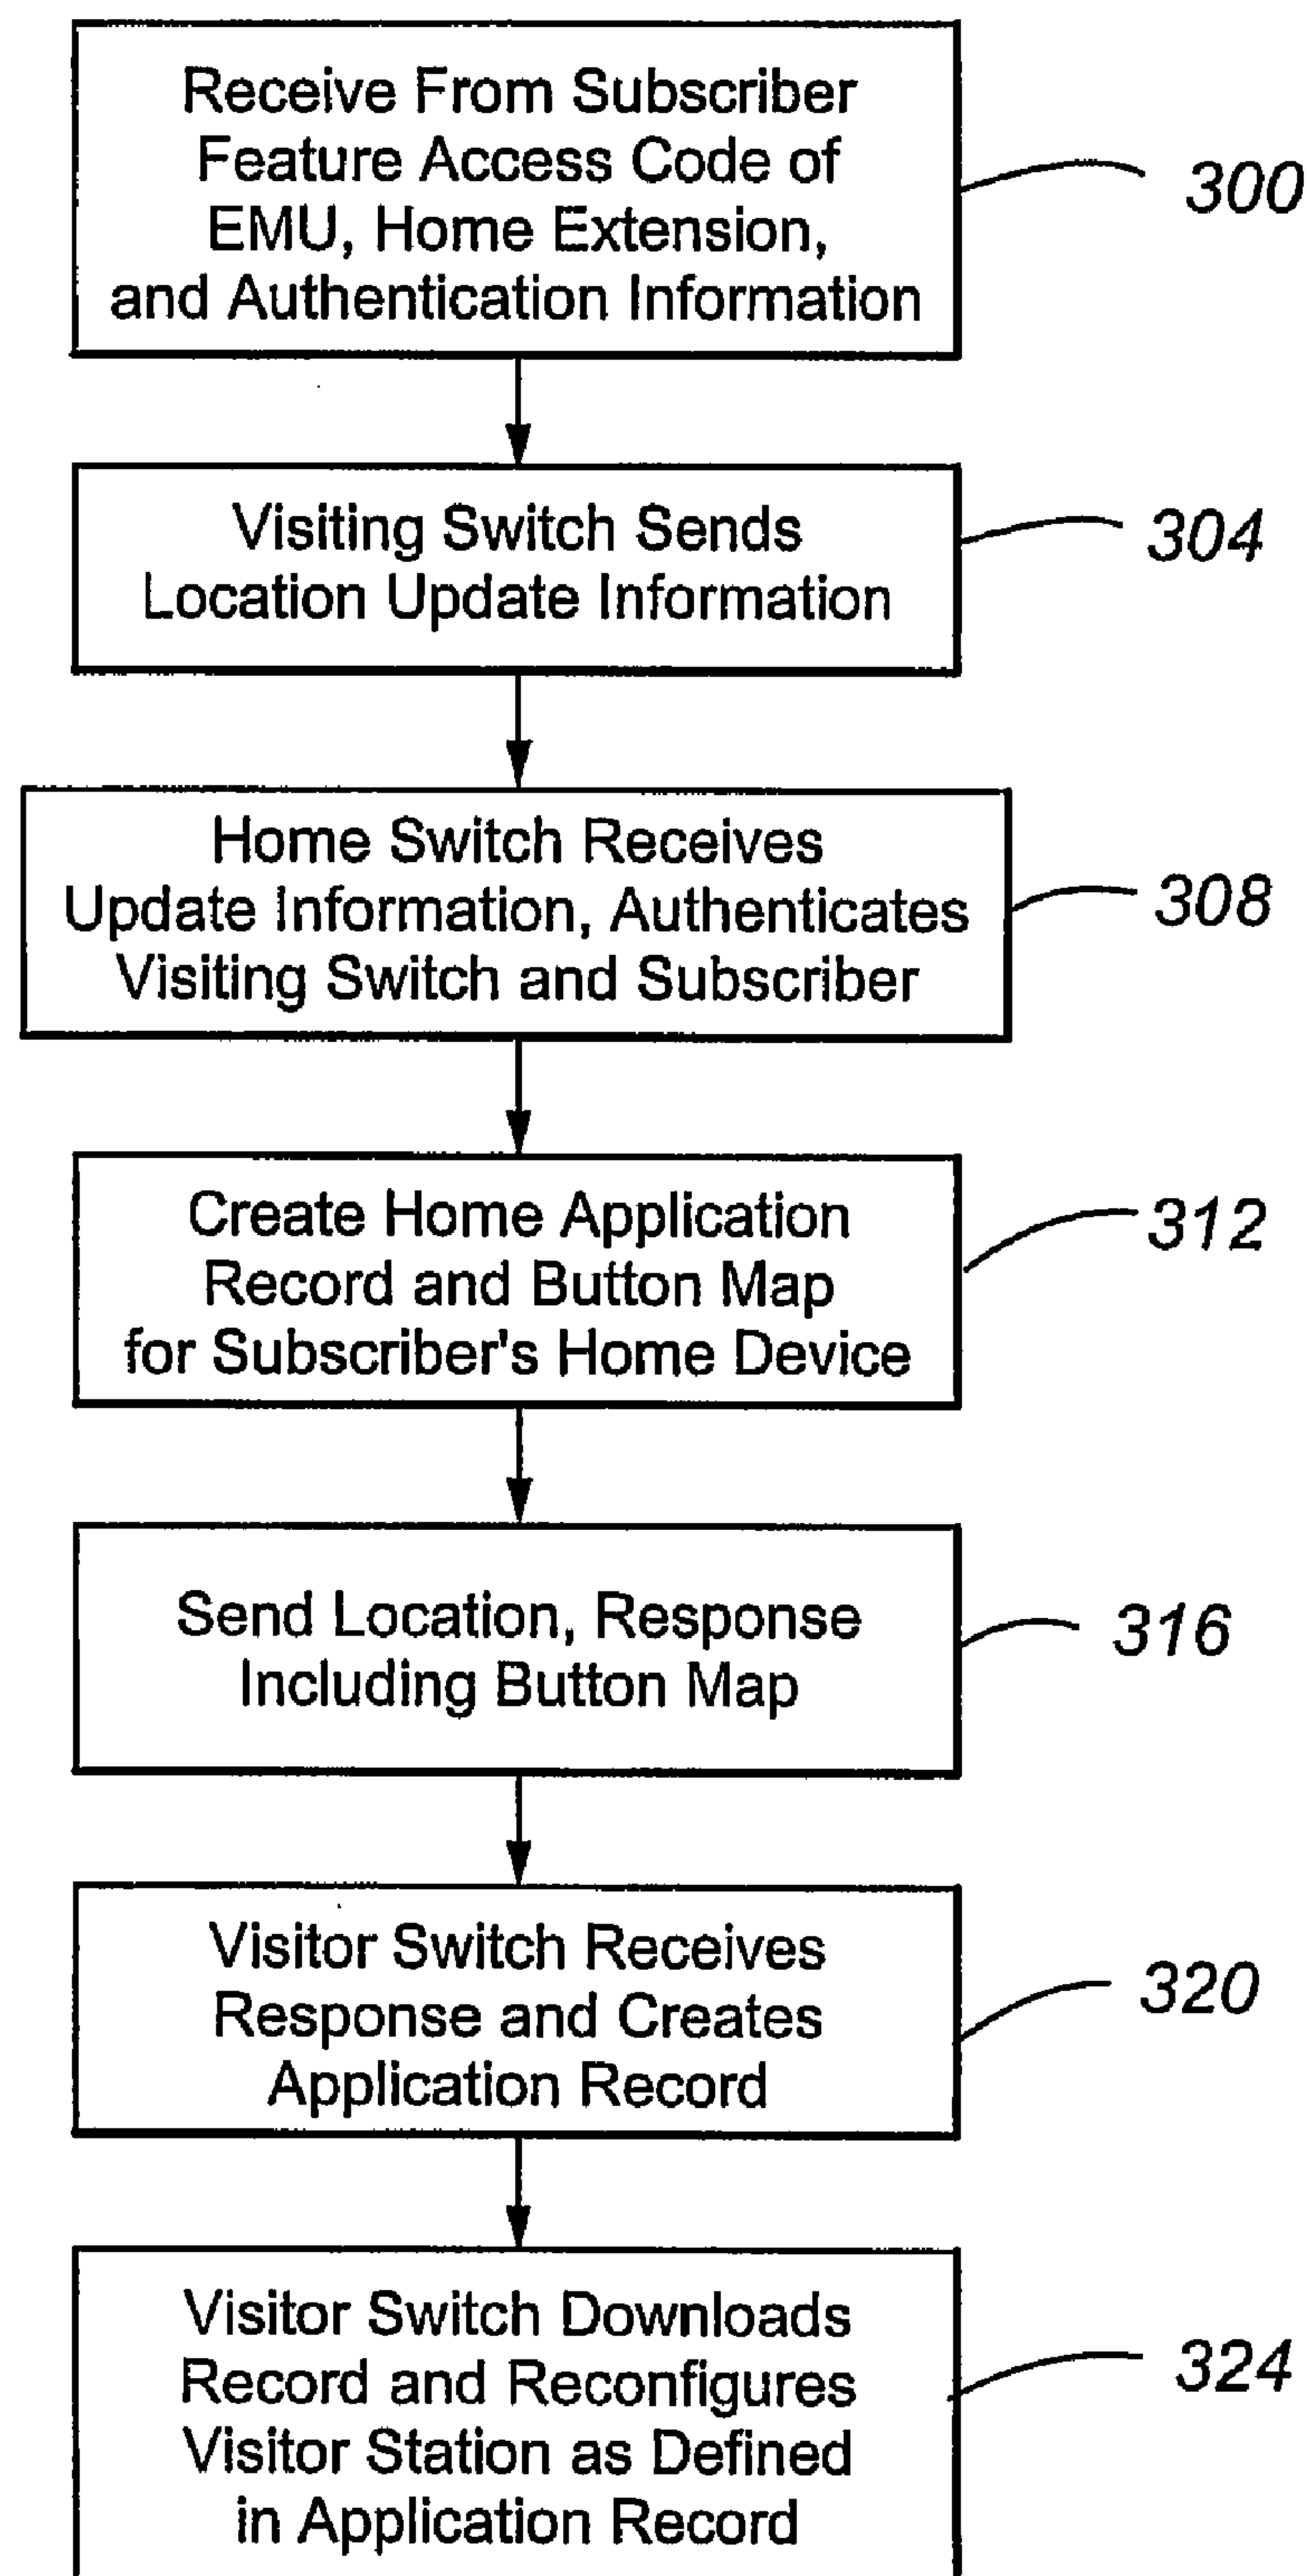 Receive From Subscriber
Feature Access Code of
EMU, Home Extension,
and Authentication Information
300
Visiting Switch Sends
Location Update Information
304
Home Switch Receives
Update Information, Authenticates
Visiting Switch and Subscriber
308
Create Home Application
Record and Button Map
for Subscriber's Home Device
312
Send Location, Response
Including Button Map
316
Visitor Switch Receives
Response and Creates
Application Record
320
Visitor Switch Downloads
Record and Reconfigures
Visitor Station as Defined
in Application Record
324